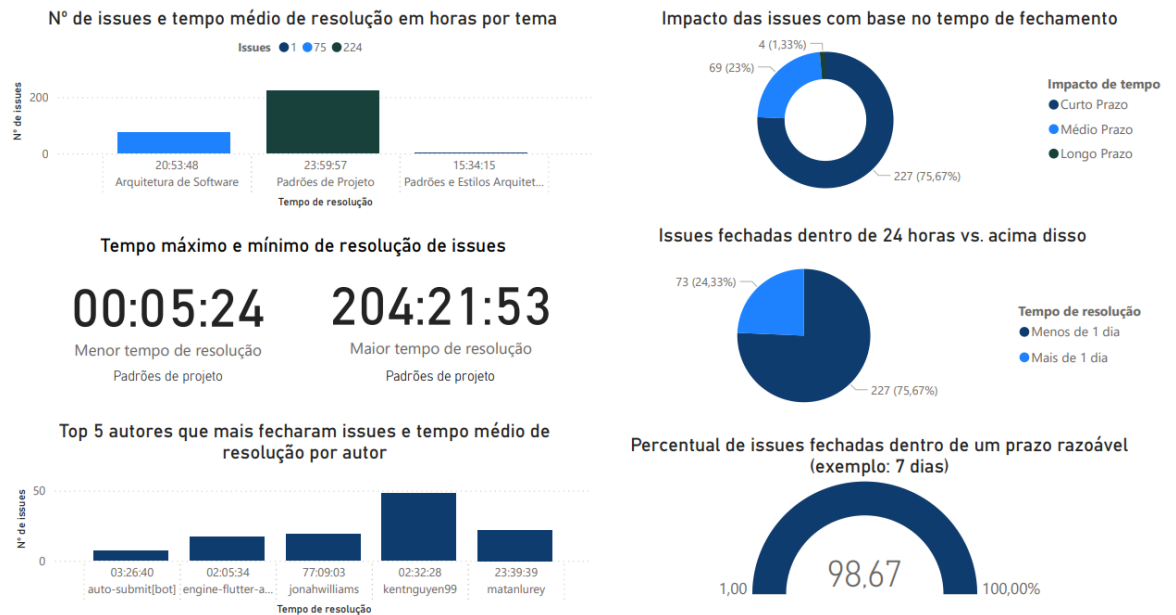 Nº de issues e tempo médio de resolução em horas por tema
Issues 1 75 224
Nº de issues
200
0
20:53:48
Arquitetura de Software
23:59:57
Padrões de Projeto
15:34:15
Padrões e Estilos Arquitet...
Tempo de resolução
Impacto das issues com base no tempo de fechamento
4 (1,33%)
69 (23%)
227 (75,67%)
Impacto de tempo
Curto Prazo
Médio Prazo
Longo Prazo
Tempo máximo e mínimo de resolução de issues
00:05:24
Menor tempo de resolução
Padrões de projeto
204:21:53
Maior tempo de resolução
Padrões de projeto
Issues fechadas dentro de 24 horas vs. acima disso
73 (24,33%)
227 (75,67%)
Tempo de resolução
Menos de 1 dia
Mais de 1 dia
Top 5 autores que mais fecharam issues e tempo médio de
resolução por autor
Nº de issues
50
0
03:26:40
auto-submit[bot]
02:05:34
engine-flutter-a...
77:09:03
jonahwilliams
02:32:28
kentnguyen99
23:39:39
matanlurey
Tempo de resolução
Percentual de issues fechadas dentro de um prazo razoável
(exemplo: 7 dias)
98,67
1,00
100,00%